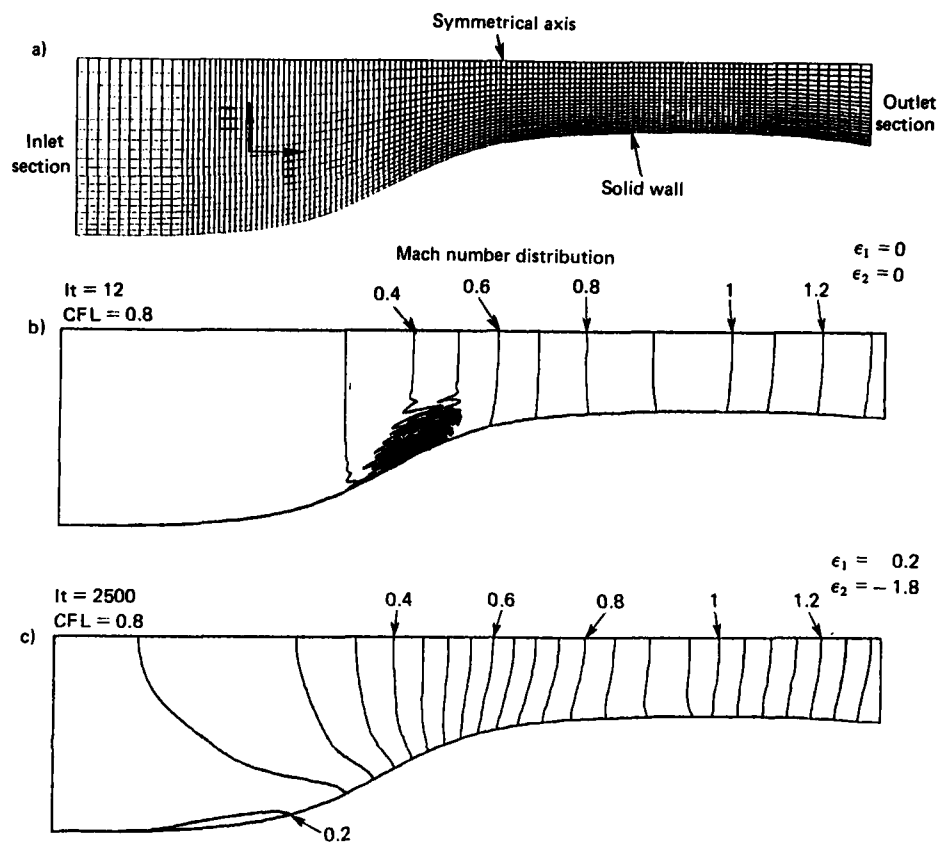 Symmetrical axis
a)
Inlet
section
Outlet
section
Solid wall
Mach number distribution
ϵ₁ = 0
ϵ₂ = 0
It = 12
CFL = 0.8
0.4
0.6
0.8
1
1.2
b)
ϵ₁ = 0.2
ϵ₂ = − 1.8
It = 2500
CFL = 0.8
0.4
0.6
0.8
1
1.2
c)
0.2